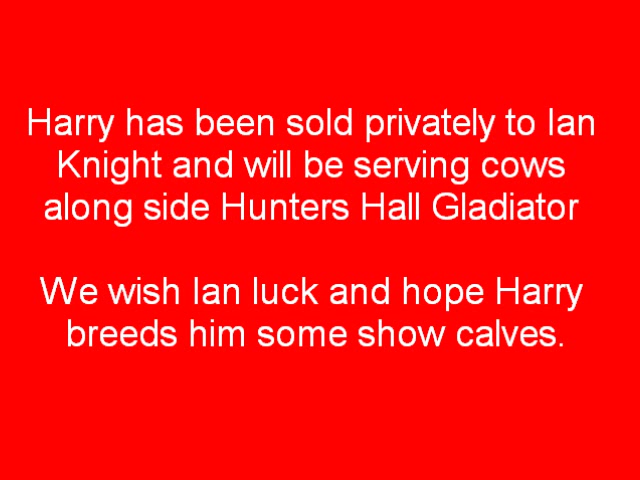 Harry has been sold privately to Ian
Knight and will be serving cows
along side Hunters Hall Gladiator
We wish Ian luck and hope Harry
breeds him some show calves.